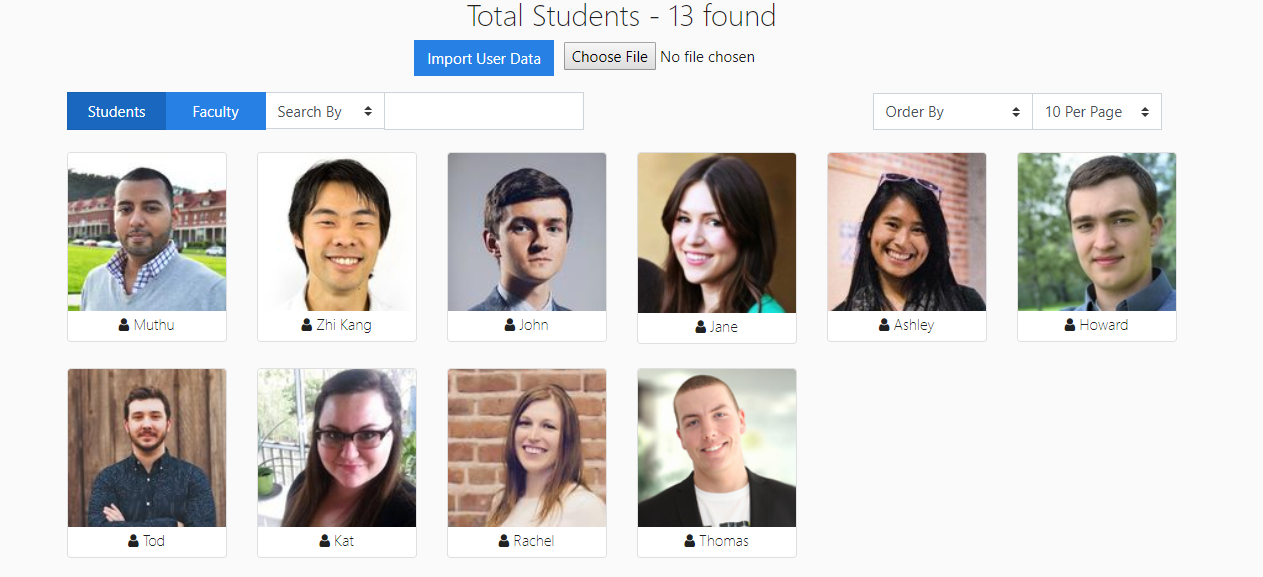 Total Students - 13 found
Import User Data Choose File No file chosen
Students Faculty Search By Order By 10 Per Page
Muthu Zhi Kang John Jane Ashley Howard
Tod Kat Rachel Thomas